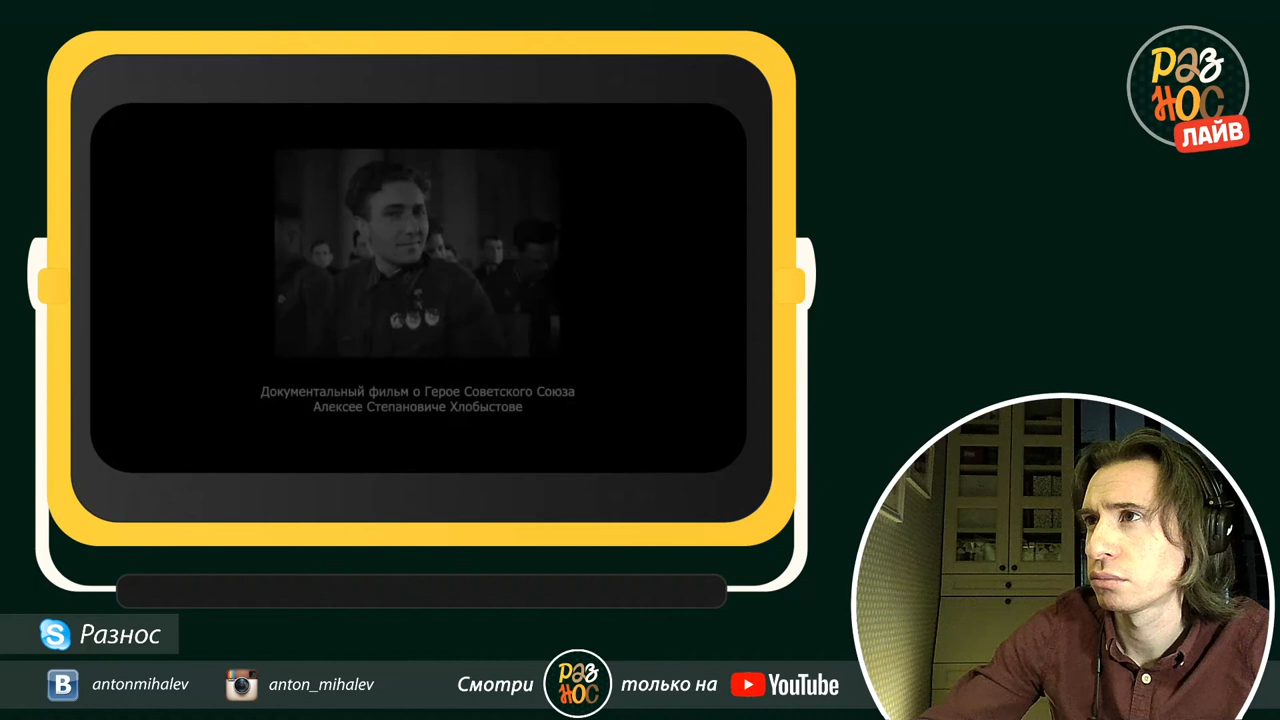 Раз
Нос
ЛАЙВ
Документальный фильм о Герое Советского Союза
Алексее Степановиче Хлобыстове
S Разнос
B antonmihalev
anton_mihalev
Смотри Раз Нос только на YouTube